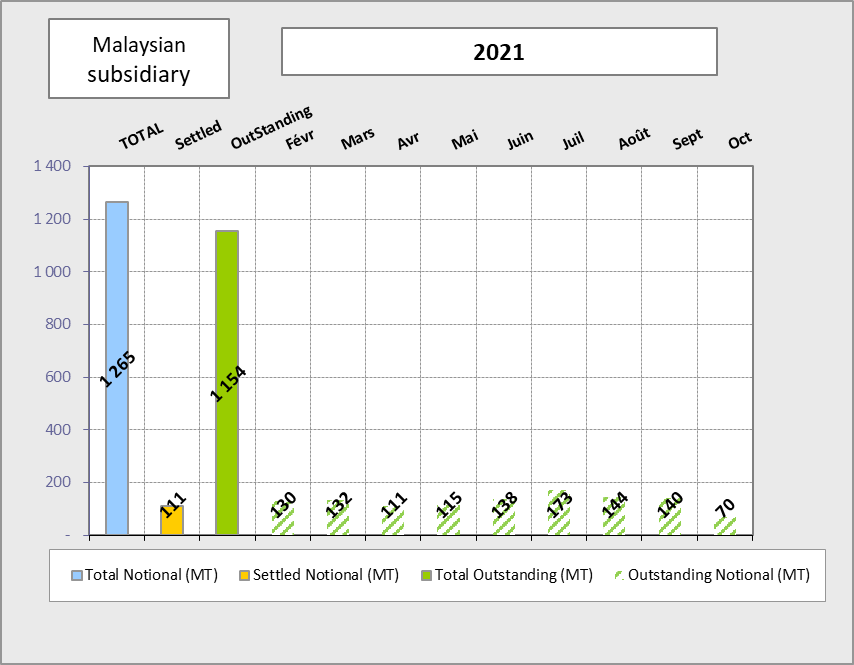 Malaysian
subsidiary
2021
TOTAL
Settled
OutStanding
Févr
Mars
Avr
Mai
Juin
Juil
Août
Sept
Oct
1 400
1 200
1 000
800
600
400
200
-
1 265
111
1 154
130
132
111
115
138
173
144
140
70
Total Notional (MT)
Settled Notional (MT)
Total Outstanding (MT)
Outstanding Notional (MT)